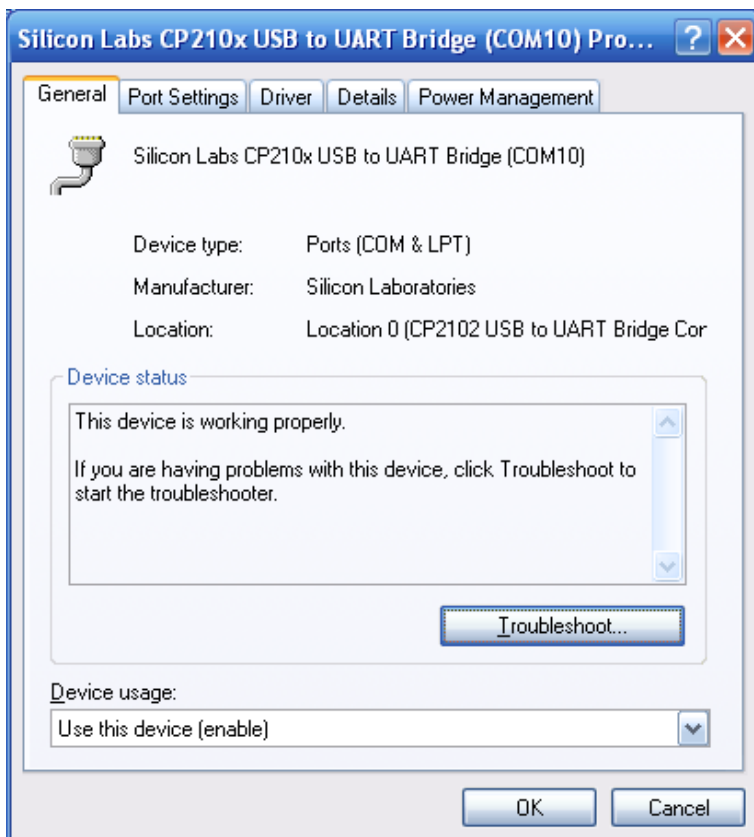 Silicon Labs CP210x USB to UART Bridge (COM10) Pro...
General Port Settings Driver Details Power Management
Silicon Labs CP210x USB to UART Bridge (COM10)
Device type: Ports (COM & LPT)
Manufacturer: Silicon Laboratories
Location: Location 0 (CP2102 USB to UART Bridge Cor
Device status
This device is working properly.
If you are having problems with this device, click Troubleshoot to
start the troubleshooter.
Troubleshoot...
Device usage:
Use this device (enable)
OK Cancel